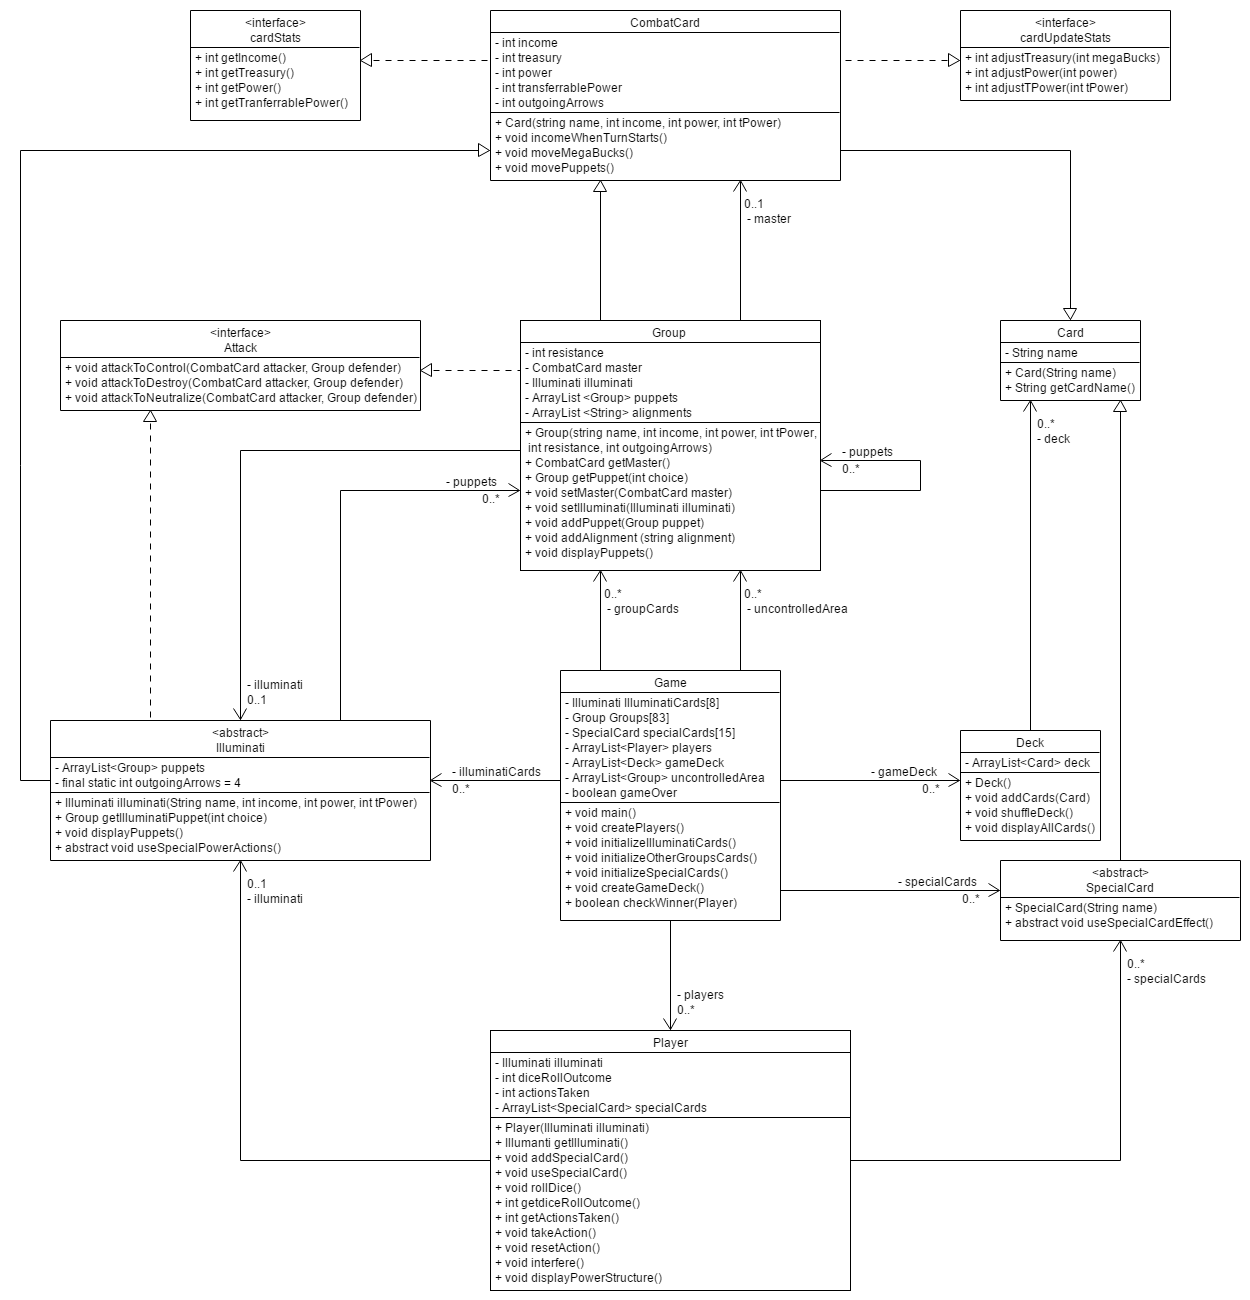 <interface>
cardStats
+ int getIncome()
+ int getTreasury()
+ int getPower()
+ int getTranferrablePower()
CombatCard
- int income
- int treasury
- int power
- int transferrablePower
- int outgoingArrows
+ Card(string name, int income, int power, int tPower)
+ void incomeWhenTurnStarts()
+ void moveMegaBucks()
+ void movePuppets()
<interface>
cardUpdateStats
+ int adjustTreasury(int megaBucks)
+ int adjustPower(int power)
+ int adjustTPower(int tPower)
0..1
- master
<interface>
Attack
+ void attackToControl(CombatCard attacker, Group defender)
+ void attackToDestroy(CombatCard attacker, Group defender)
+ void attackToNeutralize(CombatCard attacker, Group defender)
Group
- int resistance
- CombatCard master
- Illuminati illuminati
- ArrayList <Group> puppets
- ArrayList <String> alignments
+ Group(string name, int income, int power, int tPower,
int resistance, int outgoingArrows)
+ CombatCard getMaster()
+ Group getPuppet(int choice)
+ void setMaster(CombatCard master)
+ void setIlluminati(Illuminati illuminati)
+ void addPuppet(Group puppet)
+ void addAlignment (string alignment)
+ void displayPuppets()
Card
- String name
+ Card(String name)
+ String getCardName()
0..*
- deck
- puppets
0..*
- puppets
0..*
0..*
- groupCards
0..*
- uncontrolledArea
- illuminati
0..1
<abstract>
Illuminati
- ArrayList<Group> puppets
- final static int outgoingArrows = 4
+ Illuminati illuminati(String name, int income, int power, int tPower)
+ Group getIlluminatiPuppet(int choice)
+ void displayPuppets()
+ abstract void useSpecialPowerActions()
- illuminatiCards
0..*
Game
- Illuminati IlluminatiCards[8]
- Group Groups[83]
- SpecialCard specialCards[15]
- ArrayList<Player> players
- ArrayList<Deck> gameDeck
- ArrayList<Group> uncontrolledArea
- boolean gameOver
+ void main()
+ void createPlayers()
+ void initializeIlluminatiCards()
+ void initializeOtherGroupsCards()
+ void initializeSpecialCards()
+ void createGameDeck()
+ boolean checkWinner(Player)
- gameDeck
0..*
Deck
- ArrayList<Card> deck
+ Deck()
+ void addCards(Card)
+ void shuffleDeck()
+ void displayAllCards()
- specialCards
0..*
<abstract>
SpecialCard
+ SpecialCard(String name)
+ abstract void useSpecialCardEffect()
0..1
- illuminati
0..*
- specialCards
- players
0..*
Player
- Illuminati illuminati
- int diceRollOutcome
- int actionsTaken
- ArrayList<SpecialCard> specialCards
+ Player(Illuminati illuminati)
+ Illumanti getIlluminati()
+ void addSpecialCard()
+ void useSpecialCard()
+ void rollDice()
+ int getdiceRollOutcome()
+ int getActionsTaken()
+ void takeAction()
+ void resetAction()
+ void interfere()
+ void displayPowerStructure()